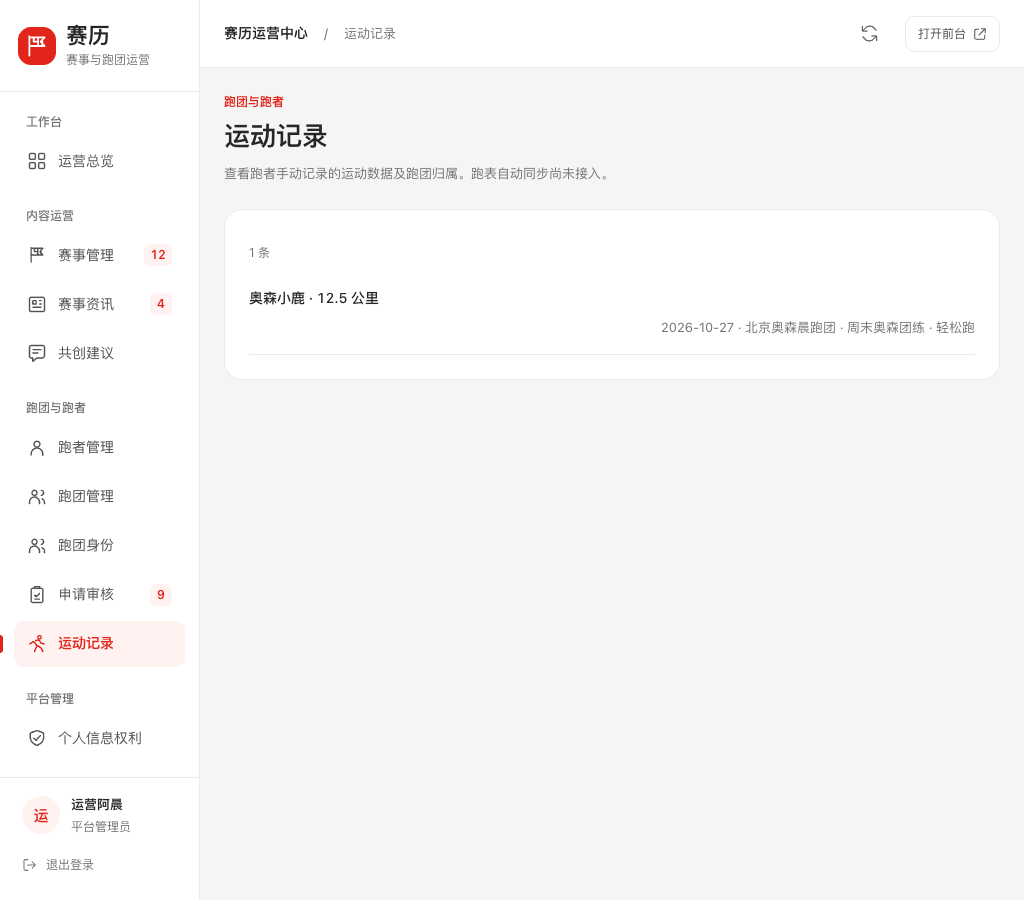 赛历
赛事与跑团运营
工作台
运营总览
内容运营
赛事管理 12
赛事资讯 4
共创建议
跑团与跑者
跑者管理
跑团管理
跑团身份
申请审核 9
运动记录
平台管理
个人信息权利
运
运营阿晨
平台管理员
退出登录
赛历运营中心 / 运动记录
打开前台
跑团与跑者
运动记录
查看跑者手动记录的运动数据及跑团归属。跑表自动同步尚未接入。
1 条
奥森小鹿 · 12.5 公里
2026-10-27 · 北京奥森晨跑团 · 周末奥森团练 · 轻松跑